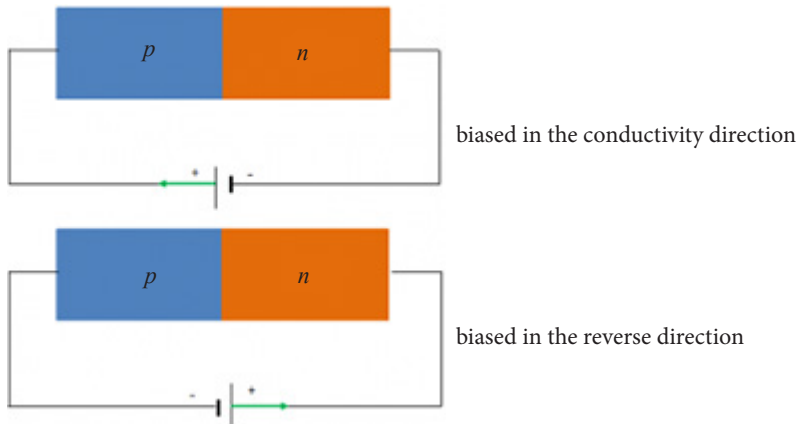 p n
+ -
biased in the conductivity direction
p n
- +
biased in the reverse direction